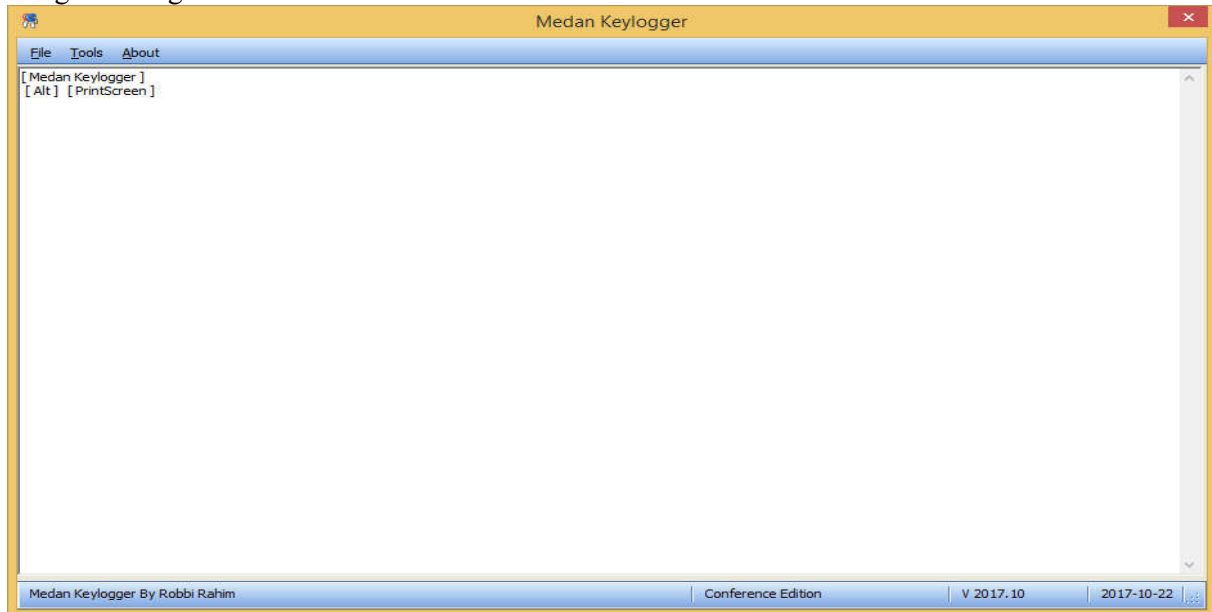 Medan Keylogger
File Tools About
[ Medan Keylogger ]
[ Alt ] [ PrintScreen ]
Medan Keylogger By Robbi Rahim Conference Edition V 2017.10 2017-10-22